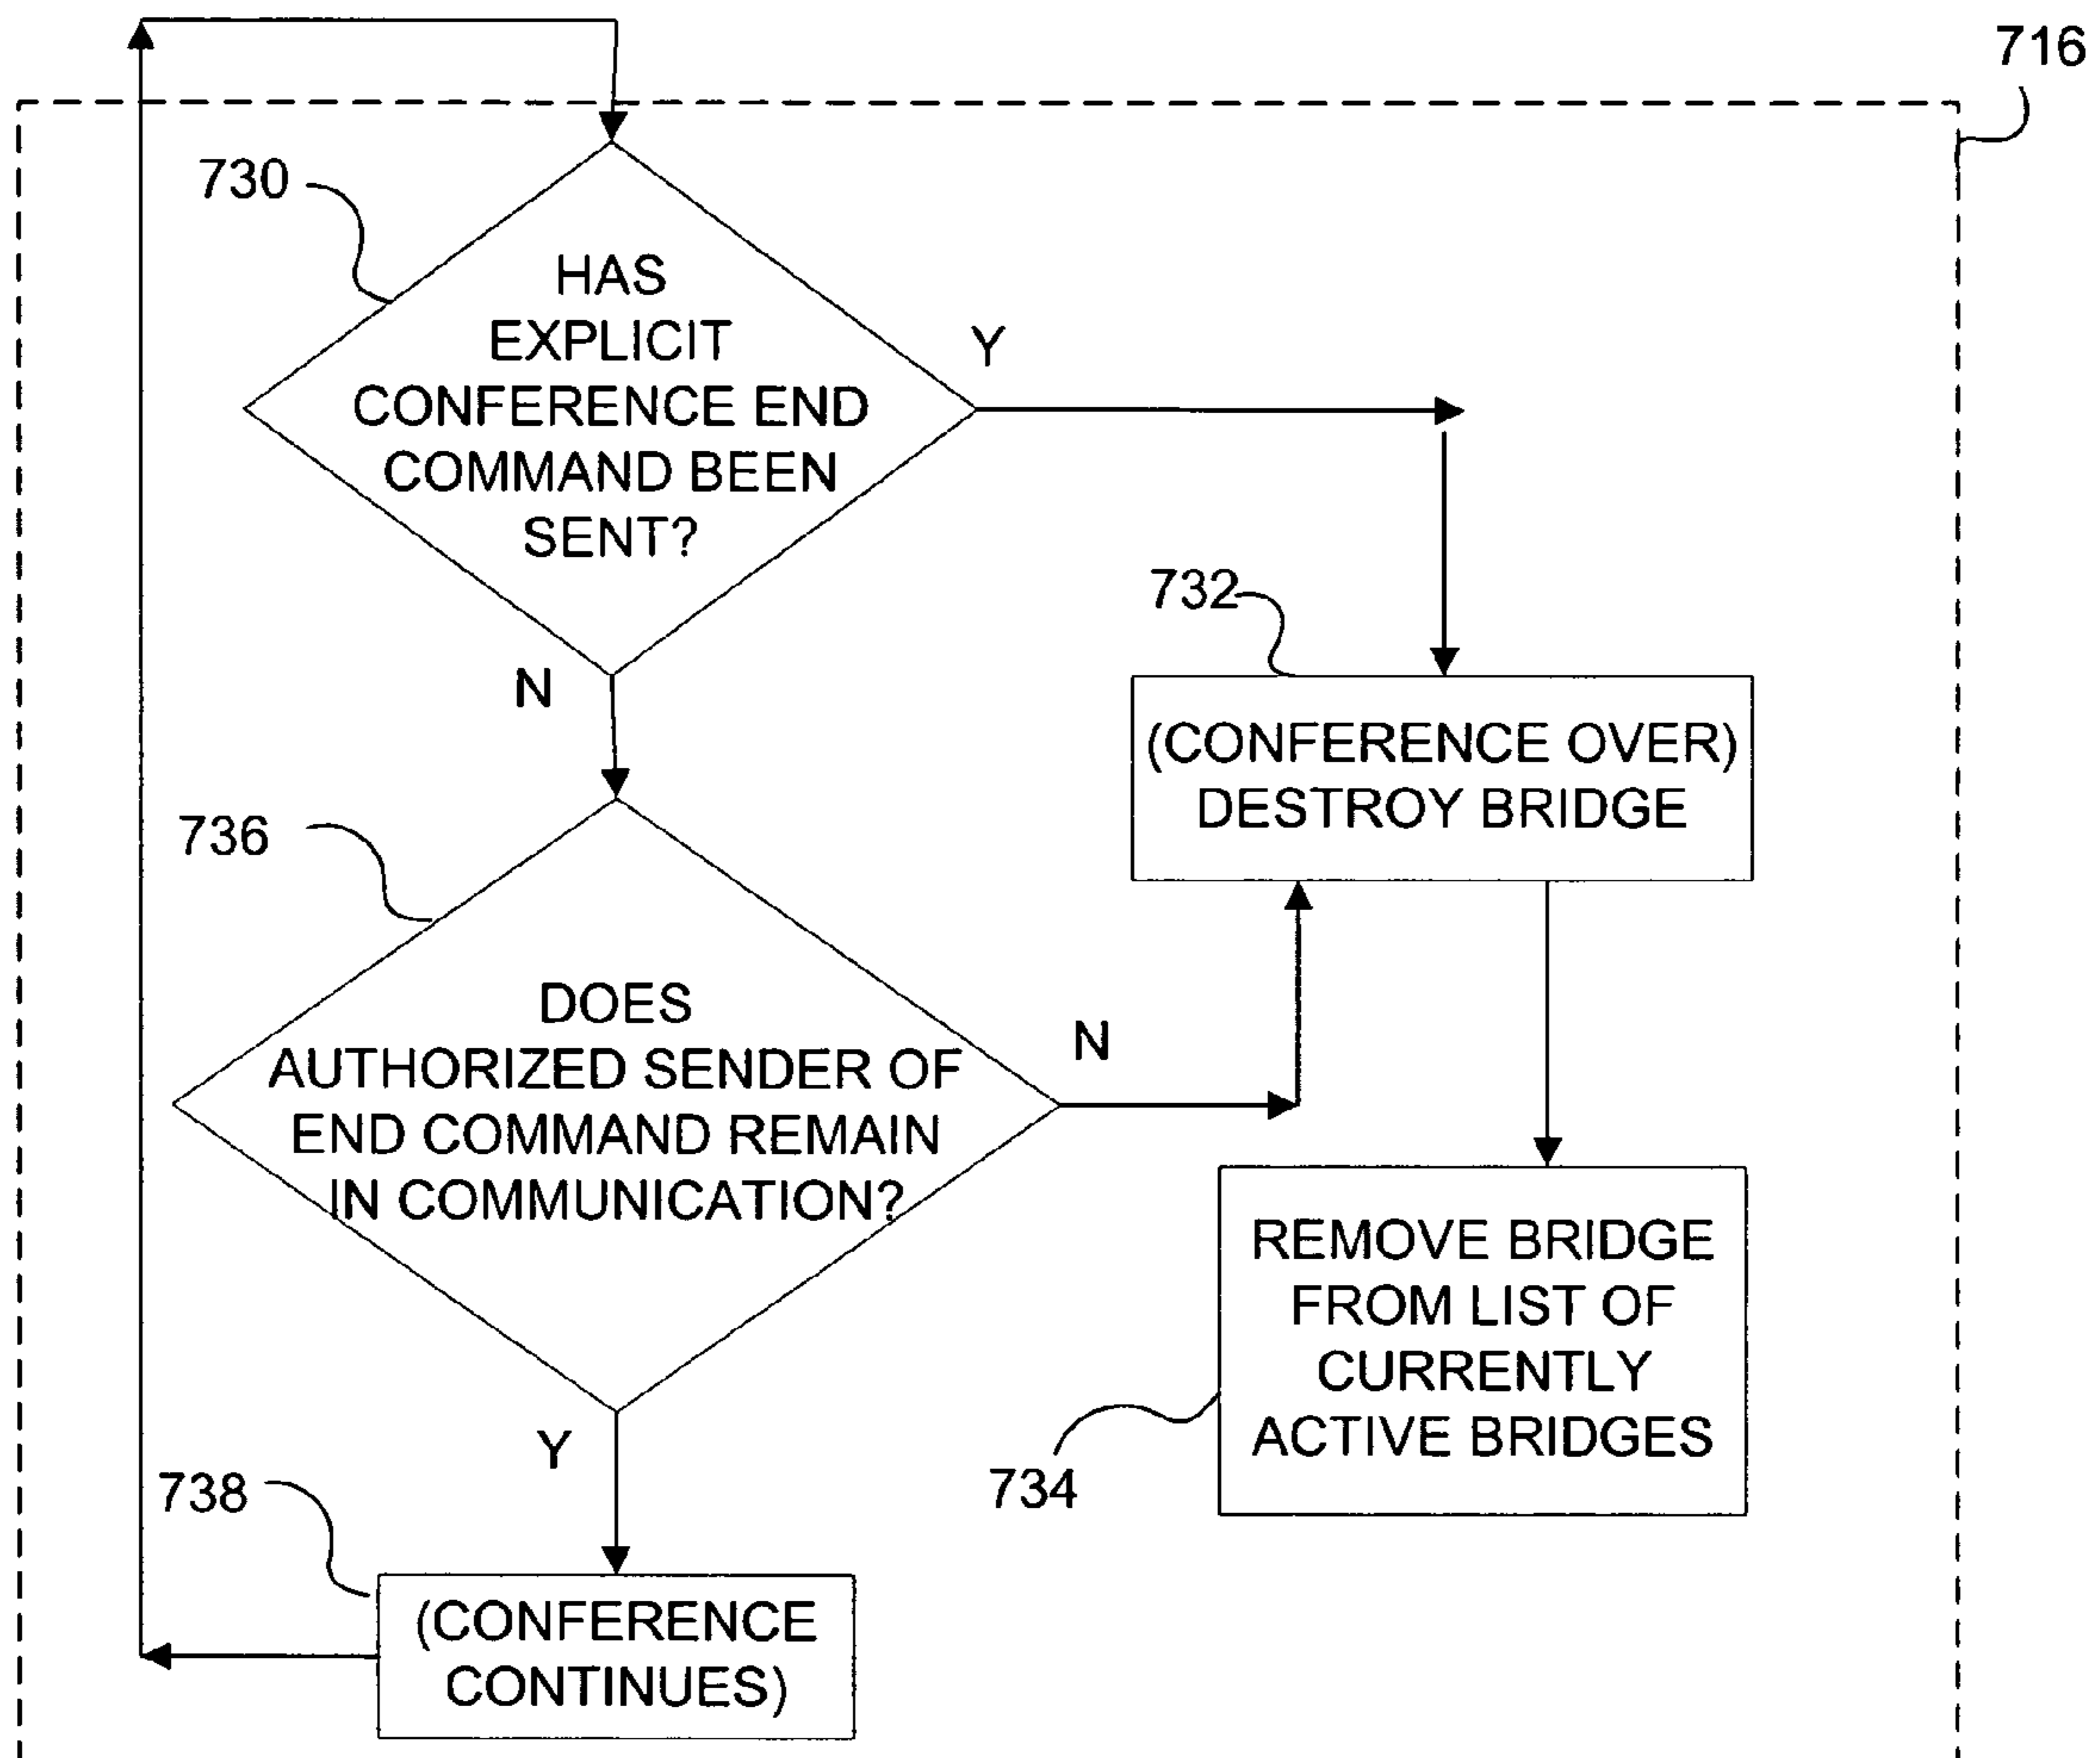 716
730
HAS
EXPLICIT
CONFERENCE END
COMMAND BEEN
SENT?
Y
N
732
(CONFERENCE OVER)
DESTROY BRIDGE
736
DOES
AUTHORIZED SENDER OF
END COMMAND REMAIN
IN COMMUNICATION?
N
Y
734
REMOVE BRIDGE
FROM LIST OF
CURRENTLY
ACTIVE BRIDGES
738
(CONFERENCE
CONTINUES)